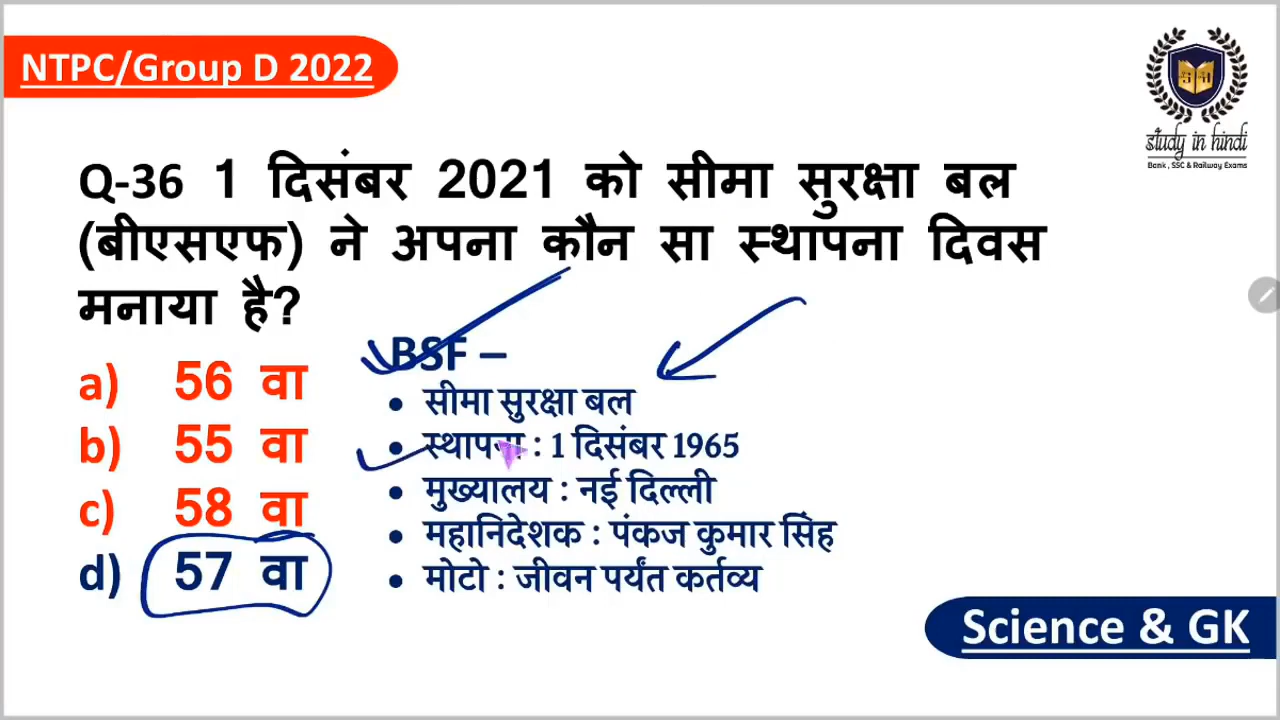 NTPC/Group D 2022
study in hindi
Bank , SSC & Railway Exams
Q-36 1 दिसंबर 2021 को सीमा सुरक्षा बल
(बीएसएफ) ने अपना कौन सा स्थापना दिवस
मनाया है?
a) 56 वा
b) 55 वा
c) 58 वा
d) 57 वा
BSF –
• सीमा सुरक्षा बल
• स्थापना : 1 दिसंबर 1965
• मुख्यालय : नई दिल्ली
• महानिदेशक : पंकज कुमार सिंह
• मोटो : जीवन पर्यंत कर्तव्य
Science & GK